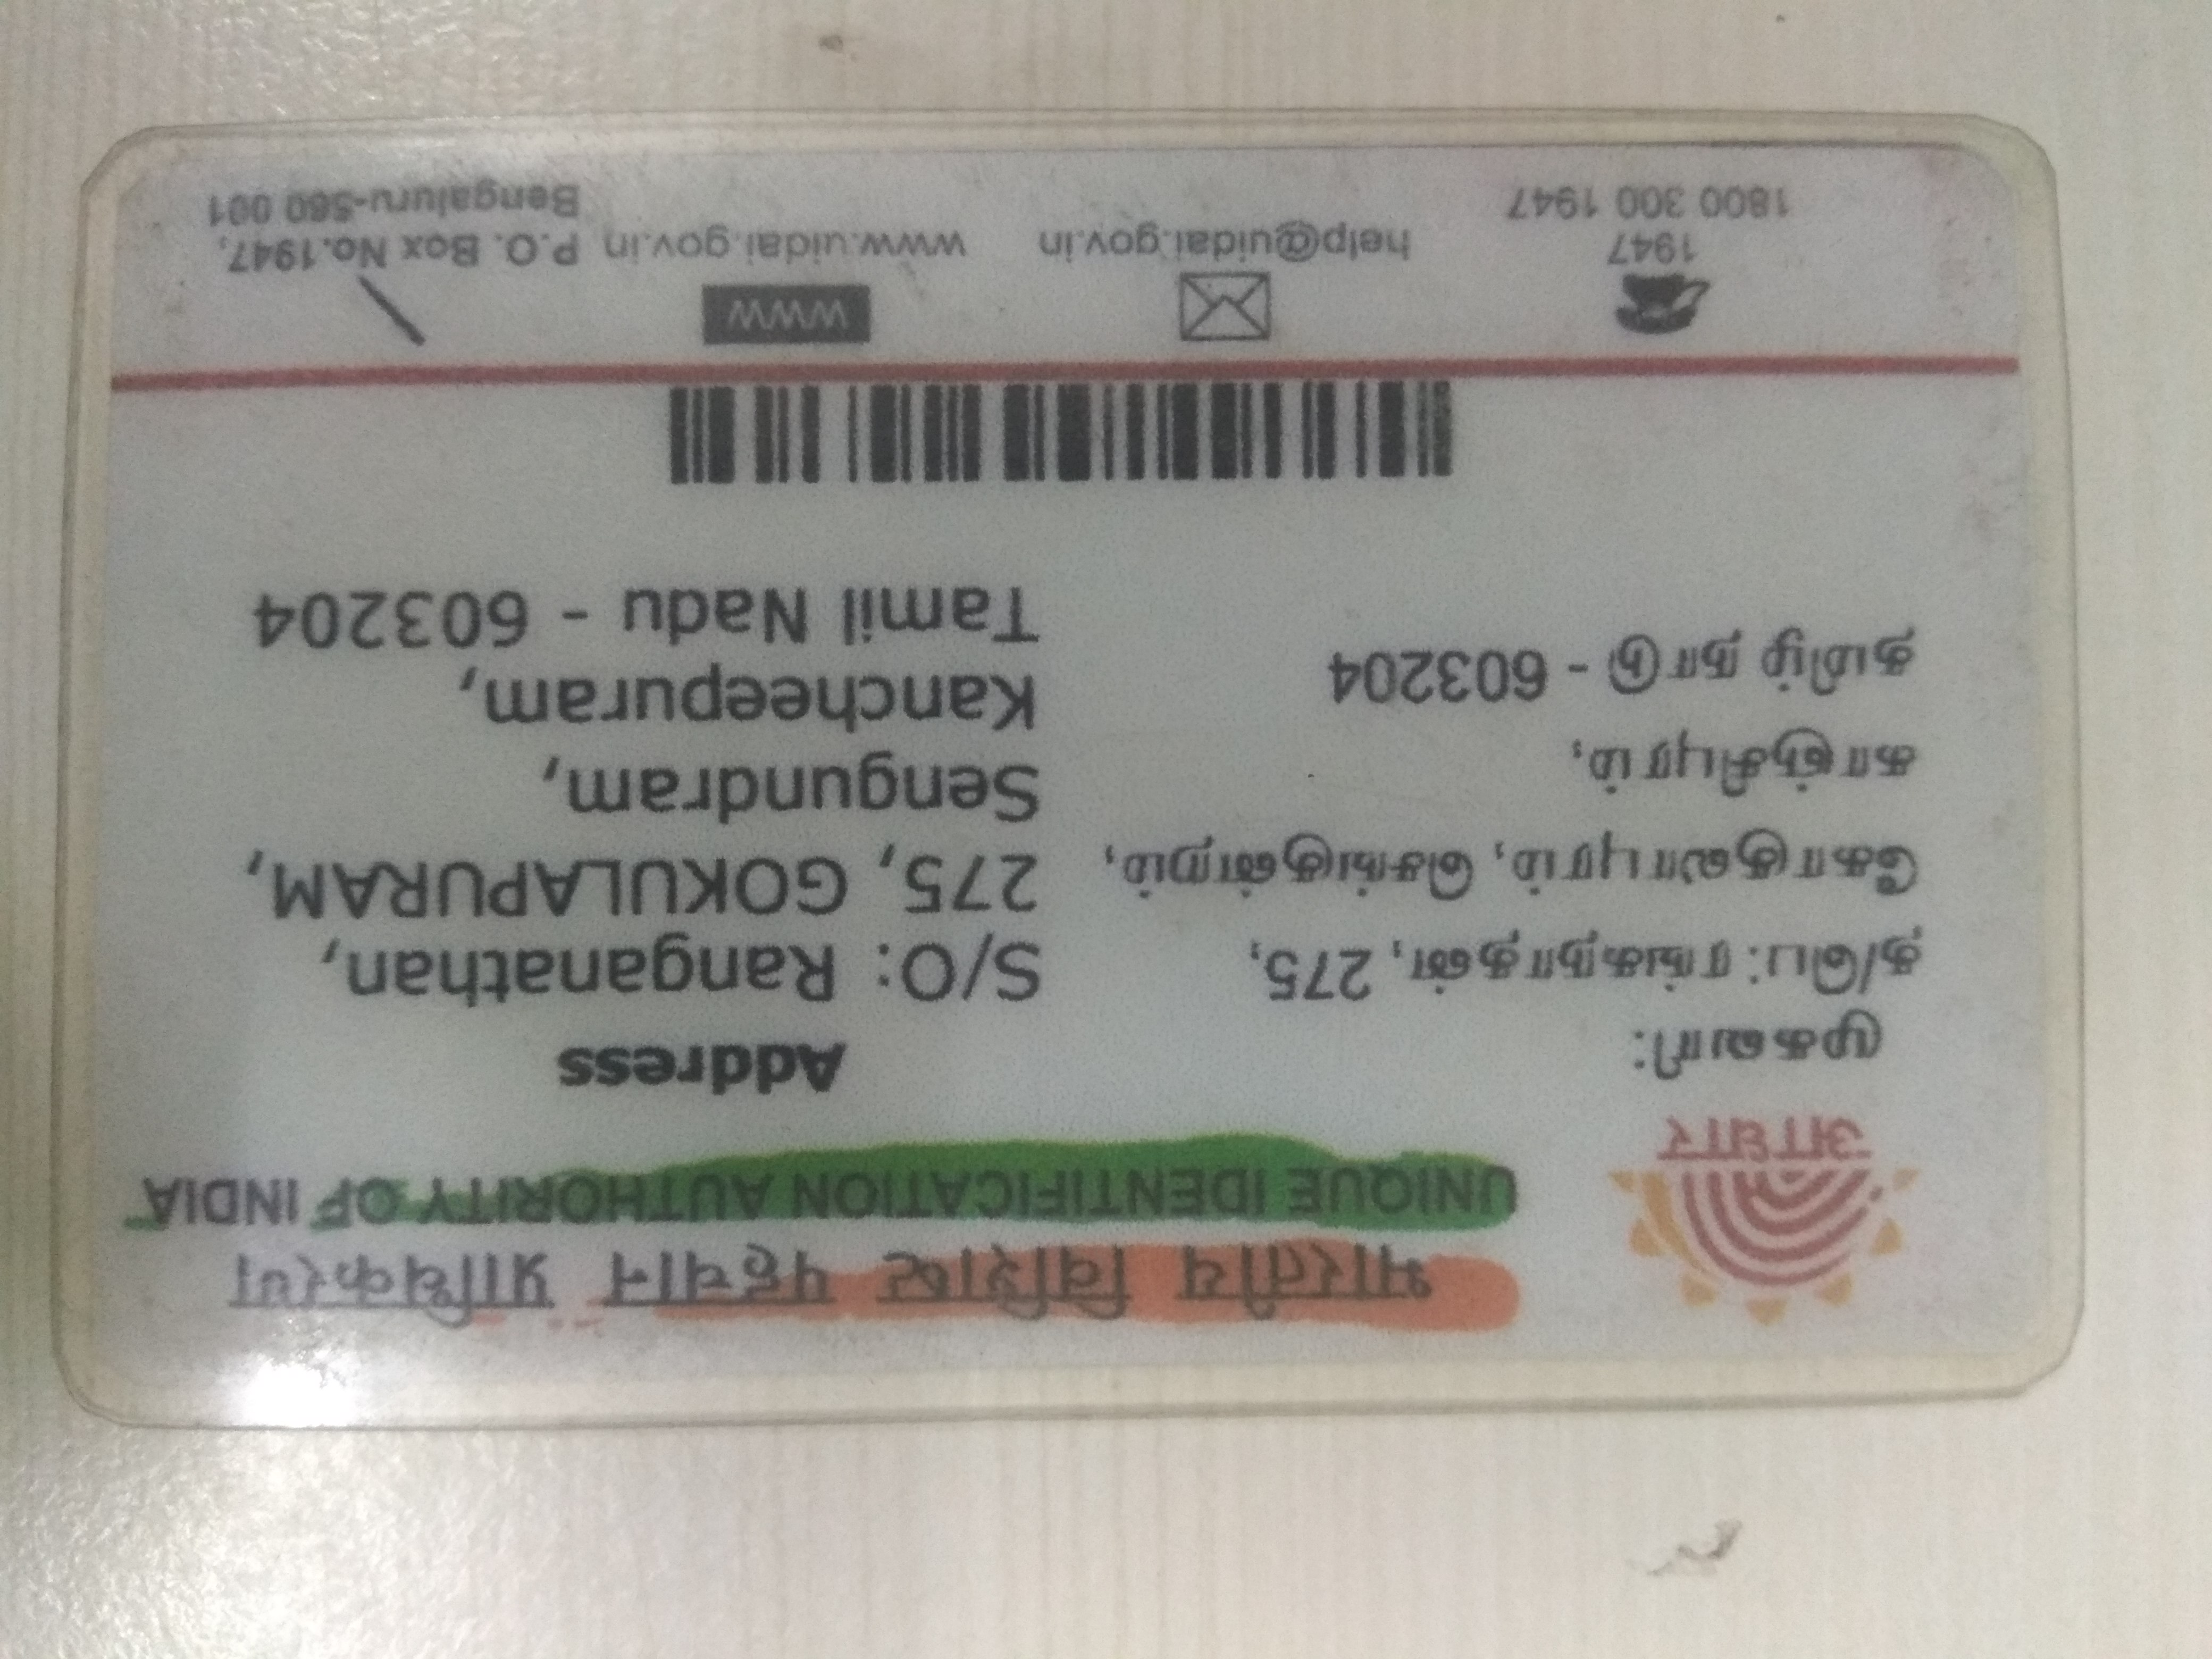 भारतीय विशिष्ट पहचान प्राधिकरण
UNIQUE IDENTIFICATION AUTHORITY OF INDIA
आधार
முகவரி:
த/பெ: ரங்கநாதன், 275,
கோகுலாபுரம், செங்குன்றம்,
காஞ்சிபுரம்,
தமிழ் நாடு - 603204
Address
S/O: Ranganathan,
275, GOKULAPURAM,
Sengundram,
Kancheepuram,
Tamil Nadu - 603204
1947
1800 300 1947
help@uidai.gov.in
WWW
www.uidai.gov.in
P.O. Box No.1947,
Bengaluru-560 001